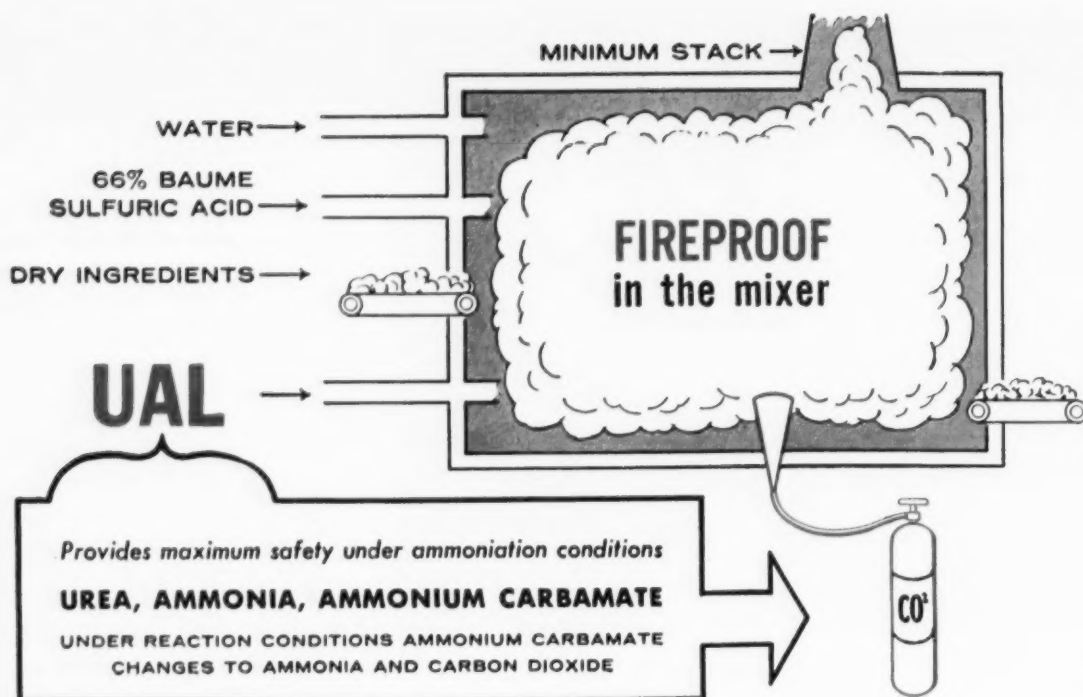 MINIMUM STACK
WATER
66% BAUME
SULFURIC ACID
DRY INGREDIENTS
FIREPROOF
in the mixer
UAL
Provides maximum safety under ammoniation conditions
UREA, AMMONIA, AMMONIUM CARBAMATE
UNDER REACTION CONDITIONS AMMONIUM CARBAMATE
CHANGES TO AMMONIA AND CARBON DIOXIDE
CO²